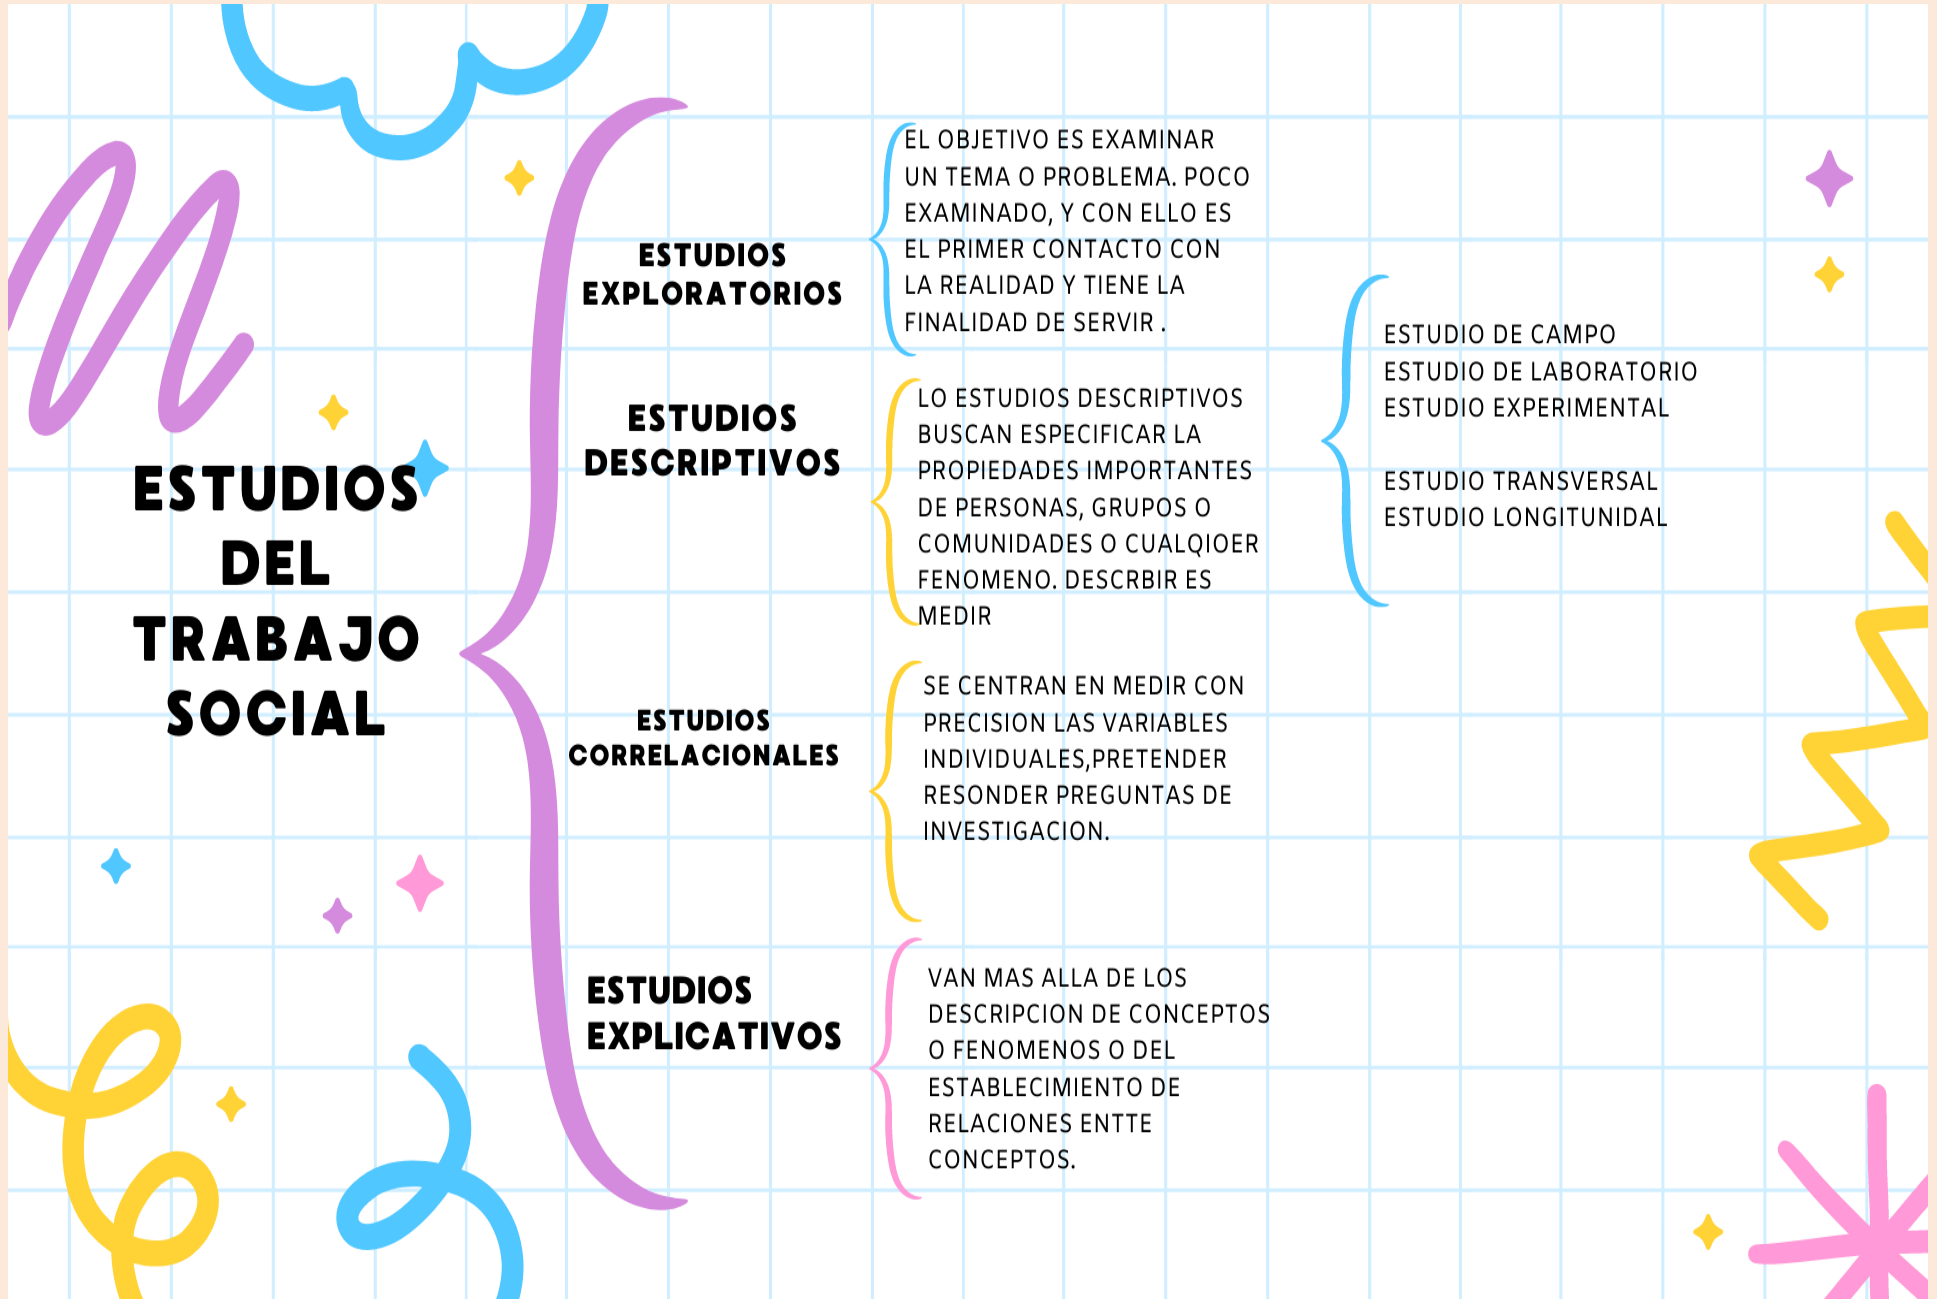 ESTUDIOS
DEL
TRABAJO
SOCIAL
ESTUDIOS
EXPLORATORIOS
EL OBJETIVO ES EXAMINAR
UN TEMA O PROBLEMA. POCO
EXAMINADO, Y CON ELLO ES
EL PRIMER CONTACTO CON
LA REALIDAD Y TIENE LA
FINALIDAD DE SERVIR .
ESTUDIOS
DESCRIPTIVOS
LO ESTUDIOS DESCRIPTIVOS
BUSCAN ESPECIFICAR LA
PROPIEDADES IMPORTANTES
DE PERSONAS, GRUPOS O
COMUNIDADES O CUALQIOER
FENOMENO. DESCRBIR ES
MEDIR
ESTUDIO DE CAMPO
ESTUDIO DE LABORATORIO
ESTUDIO EXPERIMENTAL
ESTUDIO TRANSVERSAL
ESTUDIO LONGITUNIDAL
ESTUDIOS
CORRELACIONALES
SE CENTRAN EN MEDIR CON
PRECISION LAS VARIABLES
INDIVIDUALES,PRETENDER
RESONDER PREGUNTAS DE
INVESTIGACION.
ESTUDIOS
EXPLICATIVOS
VAN MAS ALLA DE LOS
DESCRIPCION DE CONCEPTOS
O FENOMENOS O DEL
ESTABLECIMIENTO DE
RELACIONES ENTTE
CONCEPTOS.